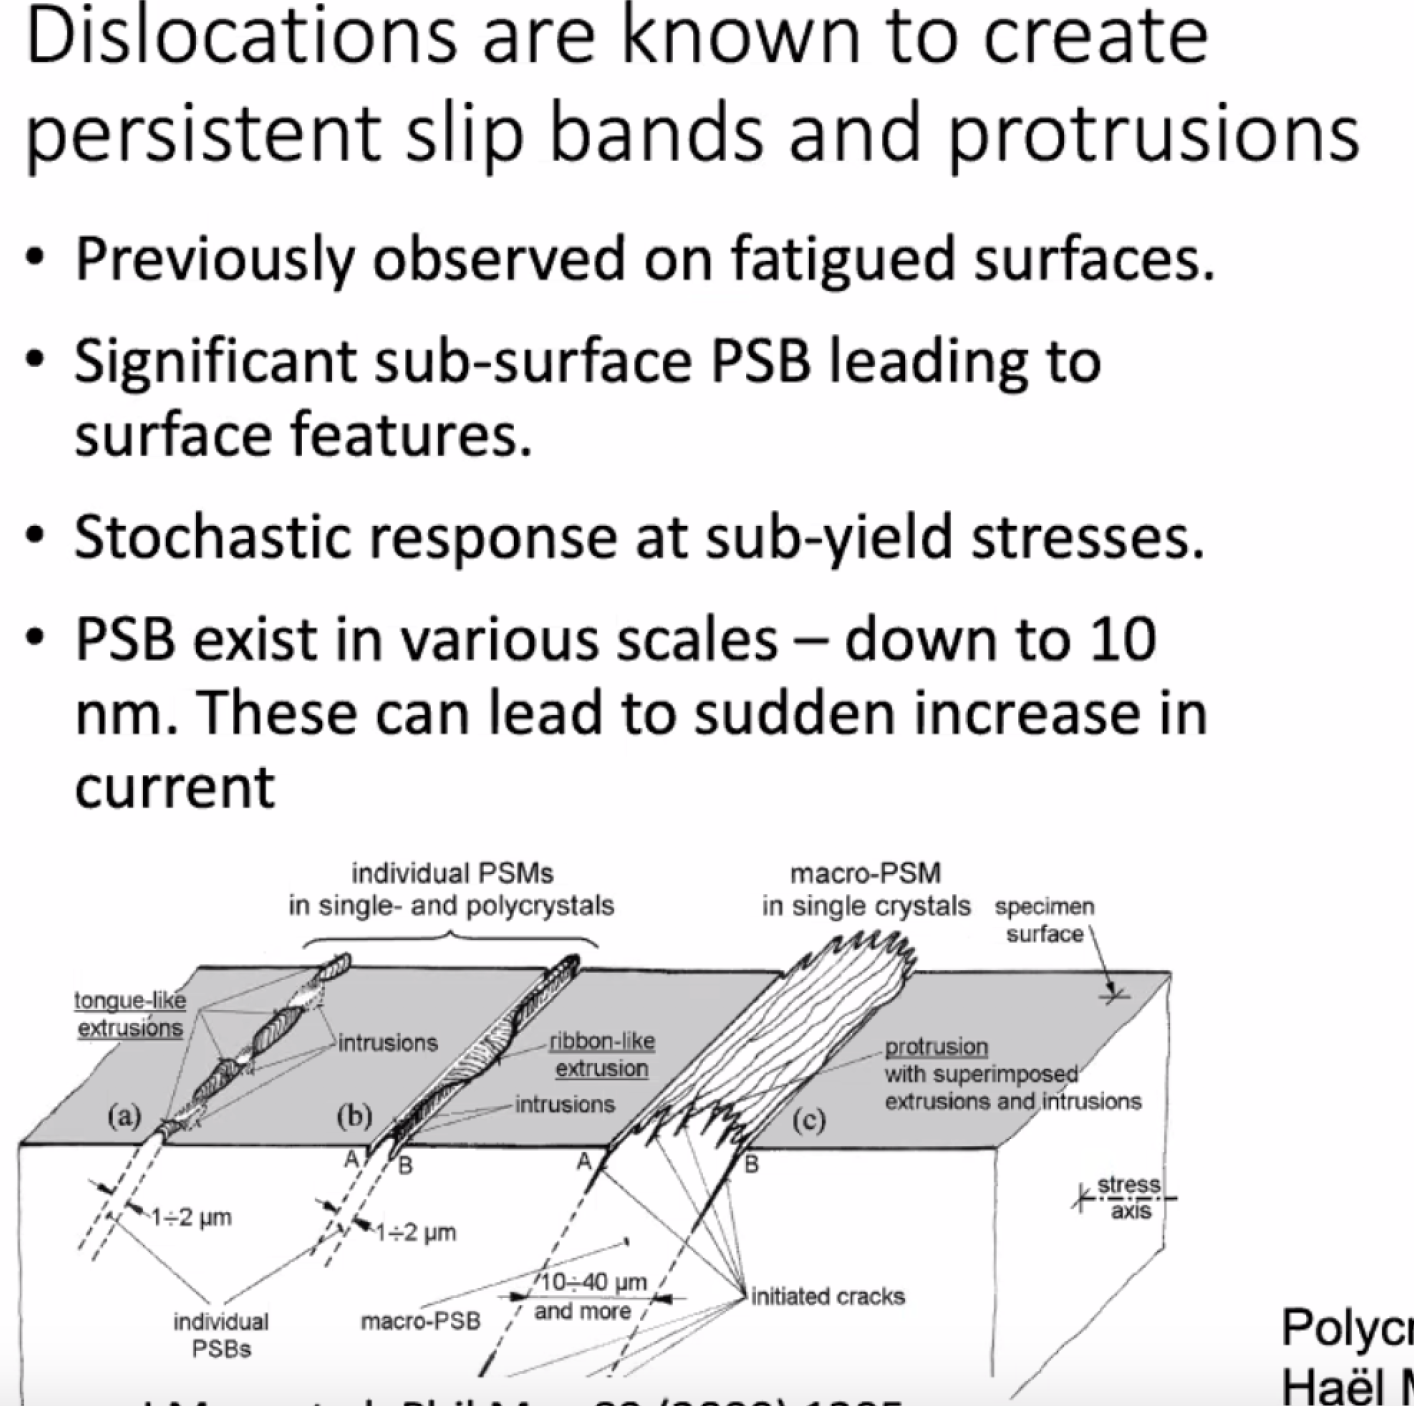 Dislocations are known to create
persistent slip bands and protrusions
• Previously observed on fatigued surfaces.
• Significant sub-surface PSB leading to
surface features.
• Stochastic response at sub-yield stresses.
• PSB exist in various scales – down to 10
nm. These can lead to sudden increase in
current
individual PSMs
in single- and polycrystals
macro-PSM
in single crystals
specimen
surface
tongue-like
extrusions
intrusions
ribbon-like
extrusion
intrusions
protrusion
with superimposed
extrusions and intrusions
(a)
(b)
(c)
A
B
A
B
stress
axis
1÷2 µm
1÷2 µm
10÷40 µm
and more
initiated cracks
individual
PSBs
macro-PSB
Haël